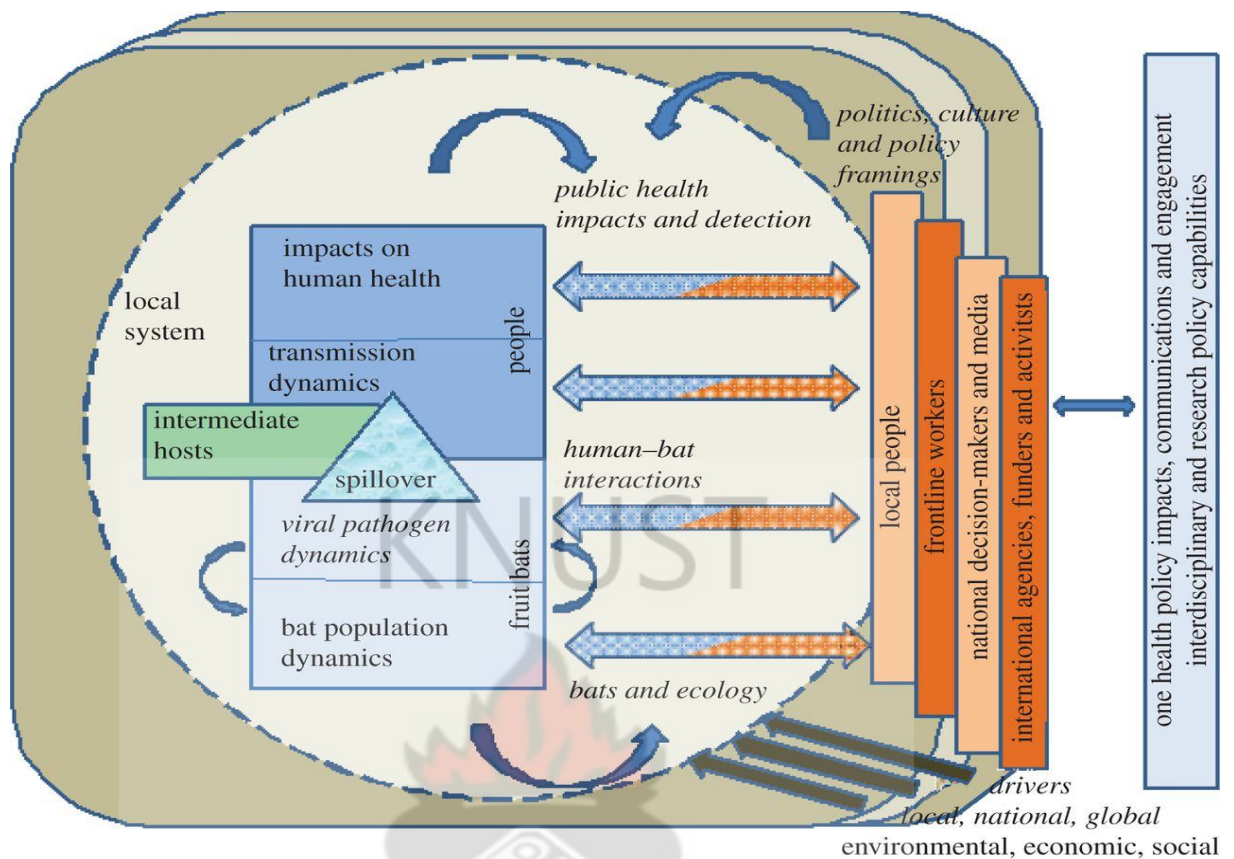 politics, culture
and policy
framings
public health
impacts and detection
impacts on
human health
people
local
system
transmission
dynamics
intermediate
hosts
spillover
human–bat
interactions
viral pathogen
dynamics
KNUST
fruit bats
bat population
dynamics
bats and ecology
local people
frontline workers
national decision-makers and media
international agencies, funders and activitsts
one health policy impacts, communications and engagement
interdisciplinary and research policy capabilities
drivers
local, national, global
environmental, economic, social